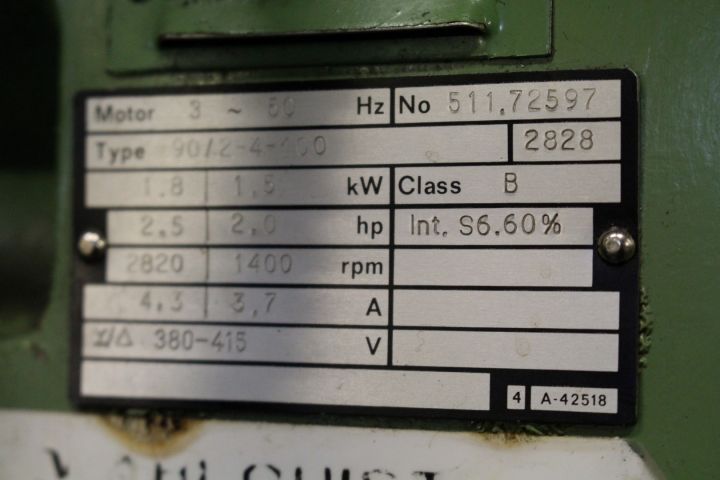 Motor 3 ~ 50 Hz No 511.72597
Type 90/2-4-100 2828
1.8 1.5 kW Class B
2.5 2.0 hp Int. S6.60%
2820 1400 rpm
4.3 3.7 A
380-415 V
4 A-42518